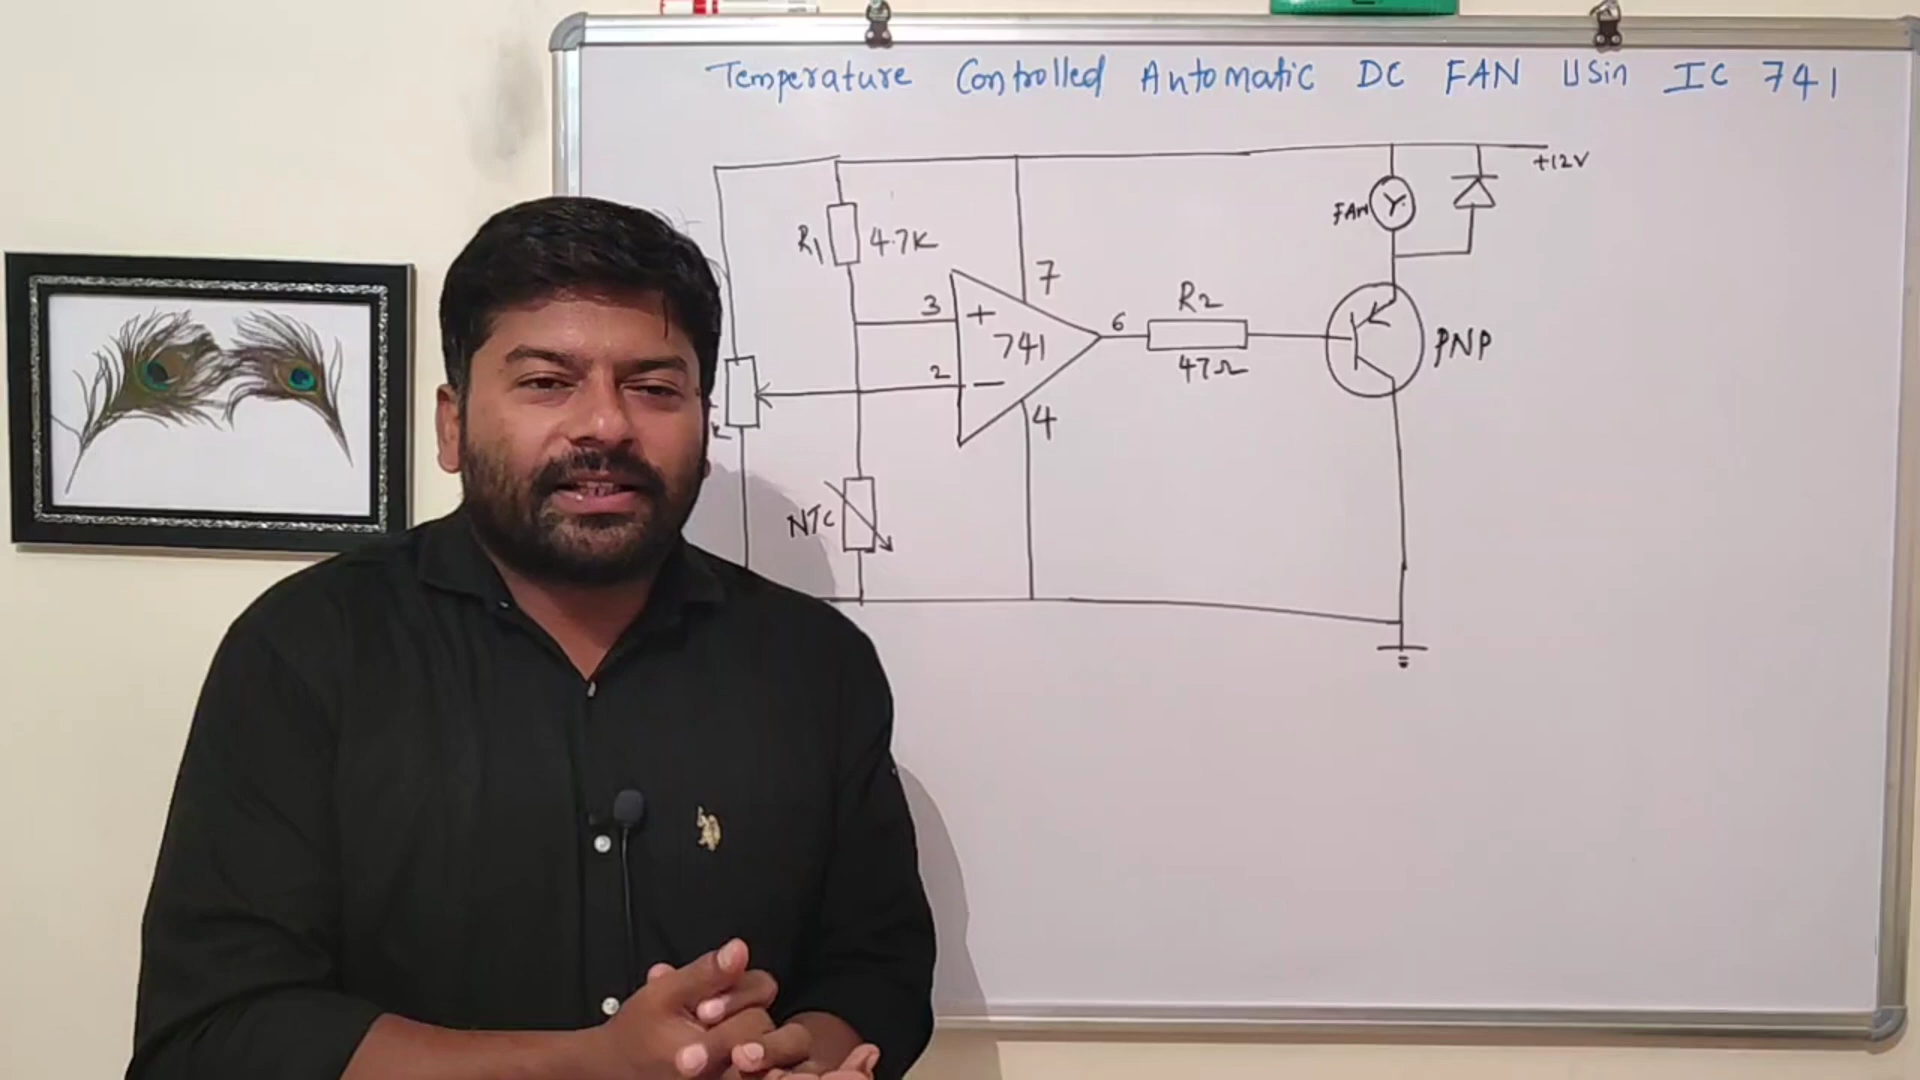 Temperature Controlled Automatic DC FAN Usin IC 741
+12V
FAN
R1 4.7K
7
3
+
741
6
R2
47Ω
PNP
2
−
4
K
NTC